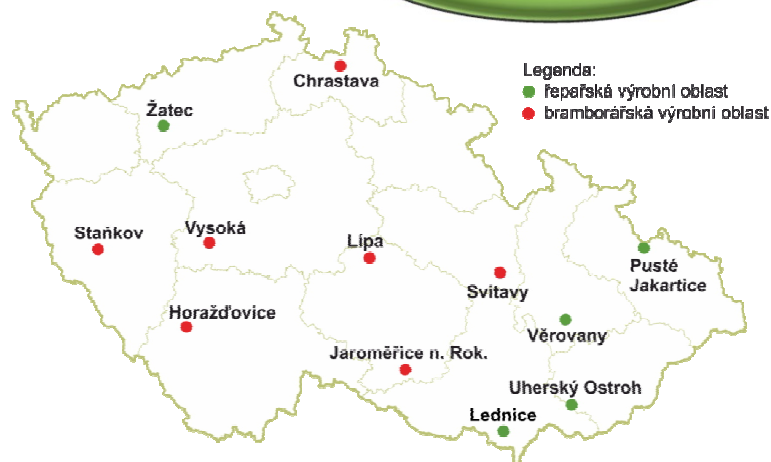 Chrastava
Legenda:
řepařská výrobní oblast
bramborářská výrobní oblast
Žatec
Staňkov
Vysoká
Lípa
Svitavy
Pusté
Jakartice
Horažďovice
Věrovany
Jaroměřice n. Rok.
Uherský Ostroh
Lednice